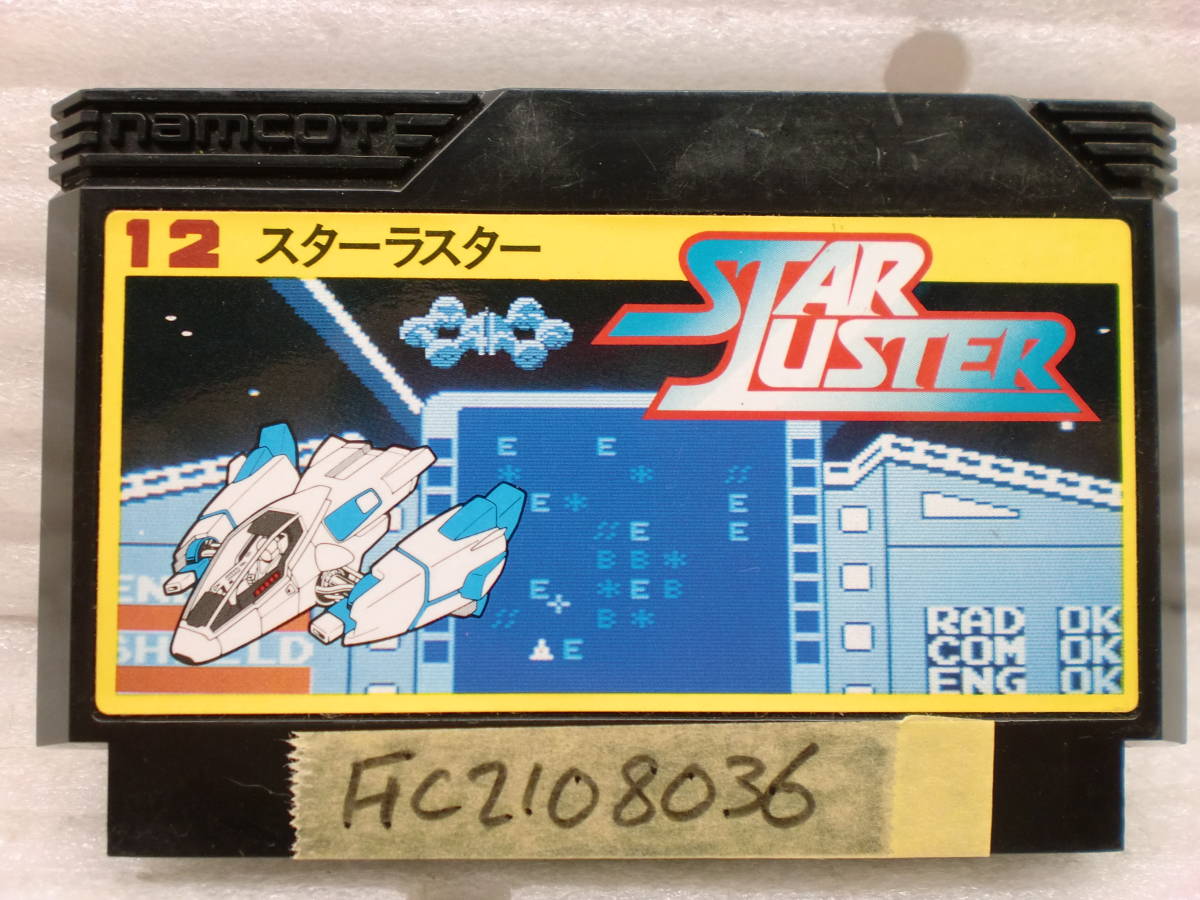 namcot
12 スターラスター
STAR
LUSTER
E E
* //
E * E
// E E
B B *
E * E B
// B *
E
EN
SHIELD
RAD OK
COM OK
ENG OK
FC2108036